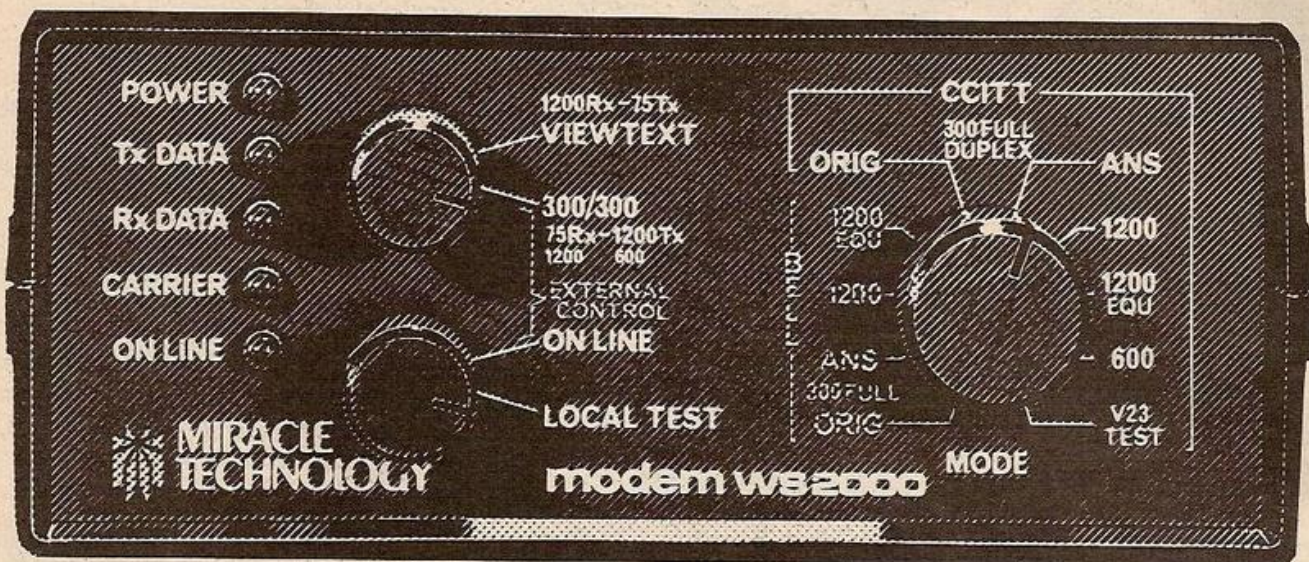 POWER
Tx DATA
Rx DATA
CARRIER
ON LINE
1200Rx-75Tx
VIEWTEXT
300/300
75Rx-1200Tx
1200 600
EXTERNAL
CONTROL
ON LINE
LOCAL TEST
MIRACLE
TECHNOLOGY
modem WS2000
CCITT
300 FULL
DUPLEX
ORIG
ANS
1200
EQU
1200
ANS
300 FULL
ORIG
BELL
1200
1200
EQU
600
V23
TEST
MODE